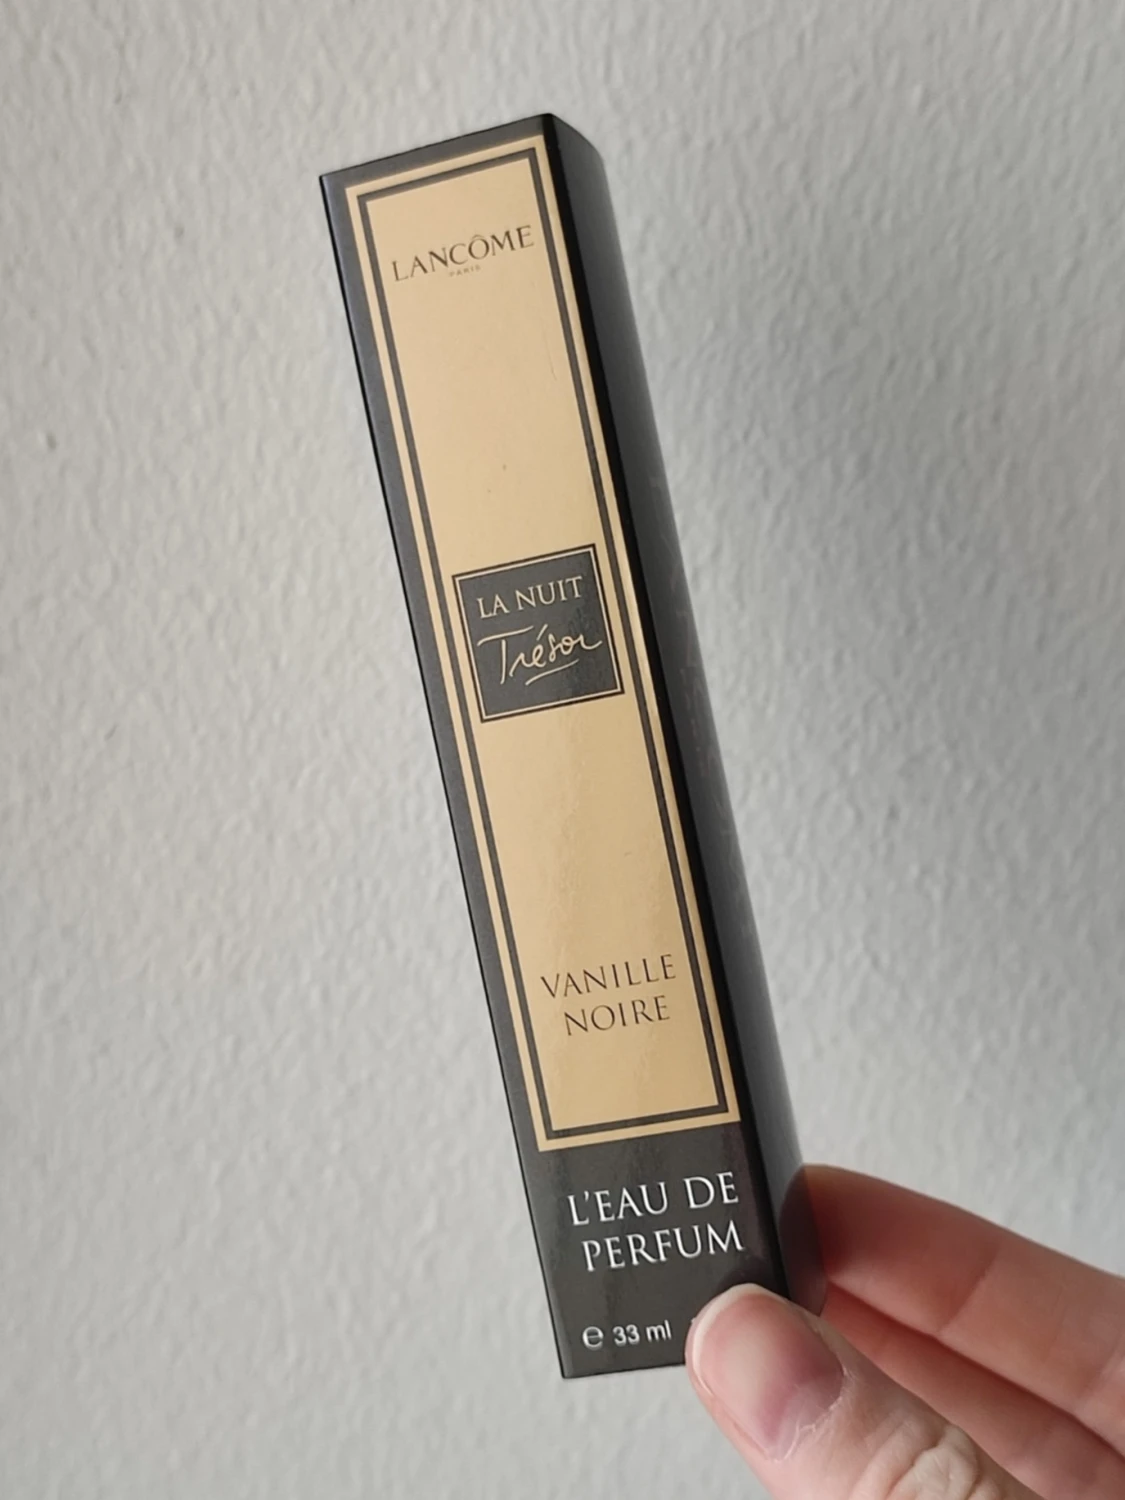 LANCÔME
PARIS
LA NUIT
Trésor
VANILLE
NOIRE
L'EAU DE
PERFUM
℮ 33 ml